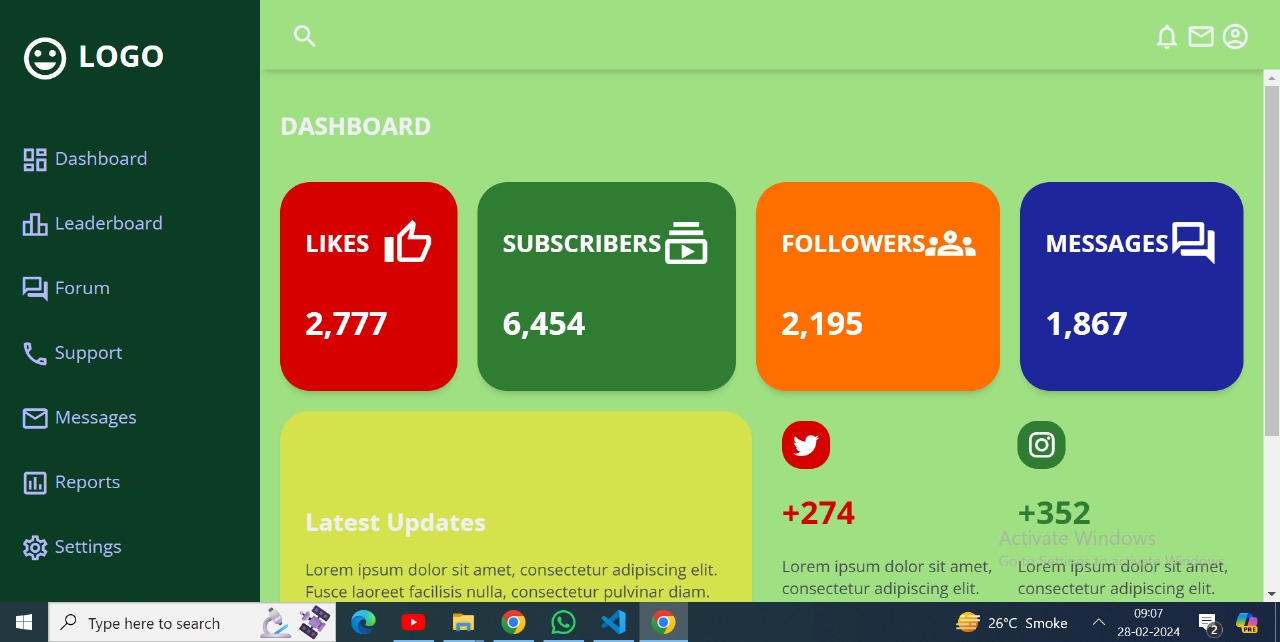 LOGO
Dashboard
Leaderboard
Forum
Support
Messages
Reports
Settings
DASHBOARD
LIKES
2,777
SUBSCRIBERS
6,454
FOLLOWERS
2,195
MESSAGES
1,867
Latest Updates
Lorem ipsum dolor sit amet, consectetur adipiscing elit.
Fusce laoreet facilisis nulla, consectetur pulvinar diam.
+274
Lorem ipsum dolor sit amet,
consectetur adipiscing elit.
+352
Lorem ipsum dolor sit amet,
consectetur adipiscing elit.
Activate Windows
Go to Settings to activate Windows.
Type here to search
26°C Smoke
09:07
28-02-2024
2
PRE